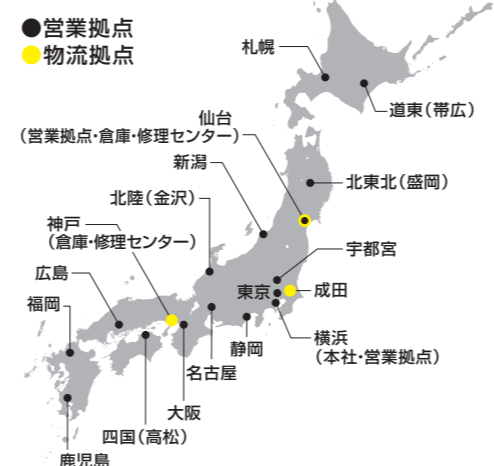 ●営業拠点
●物流拠点
札幌
道東(帯広)
仙台
(営業拠点・倉庫・修理センター)
新潟
北東北(盛岡)
北陸(金沢)
神戸
(倉庫・修理センター)
宇都宮
広島
東京
成田
福岡
横浜
(本社・営業拠点)
静岡
名古屋
大阪
四国(高松)
鹿児島